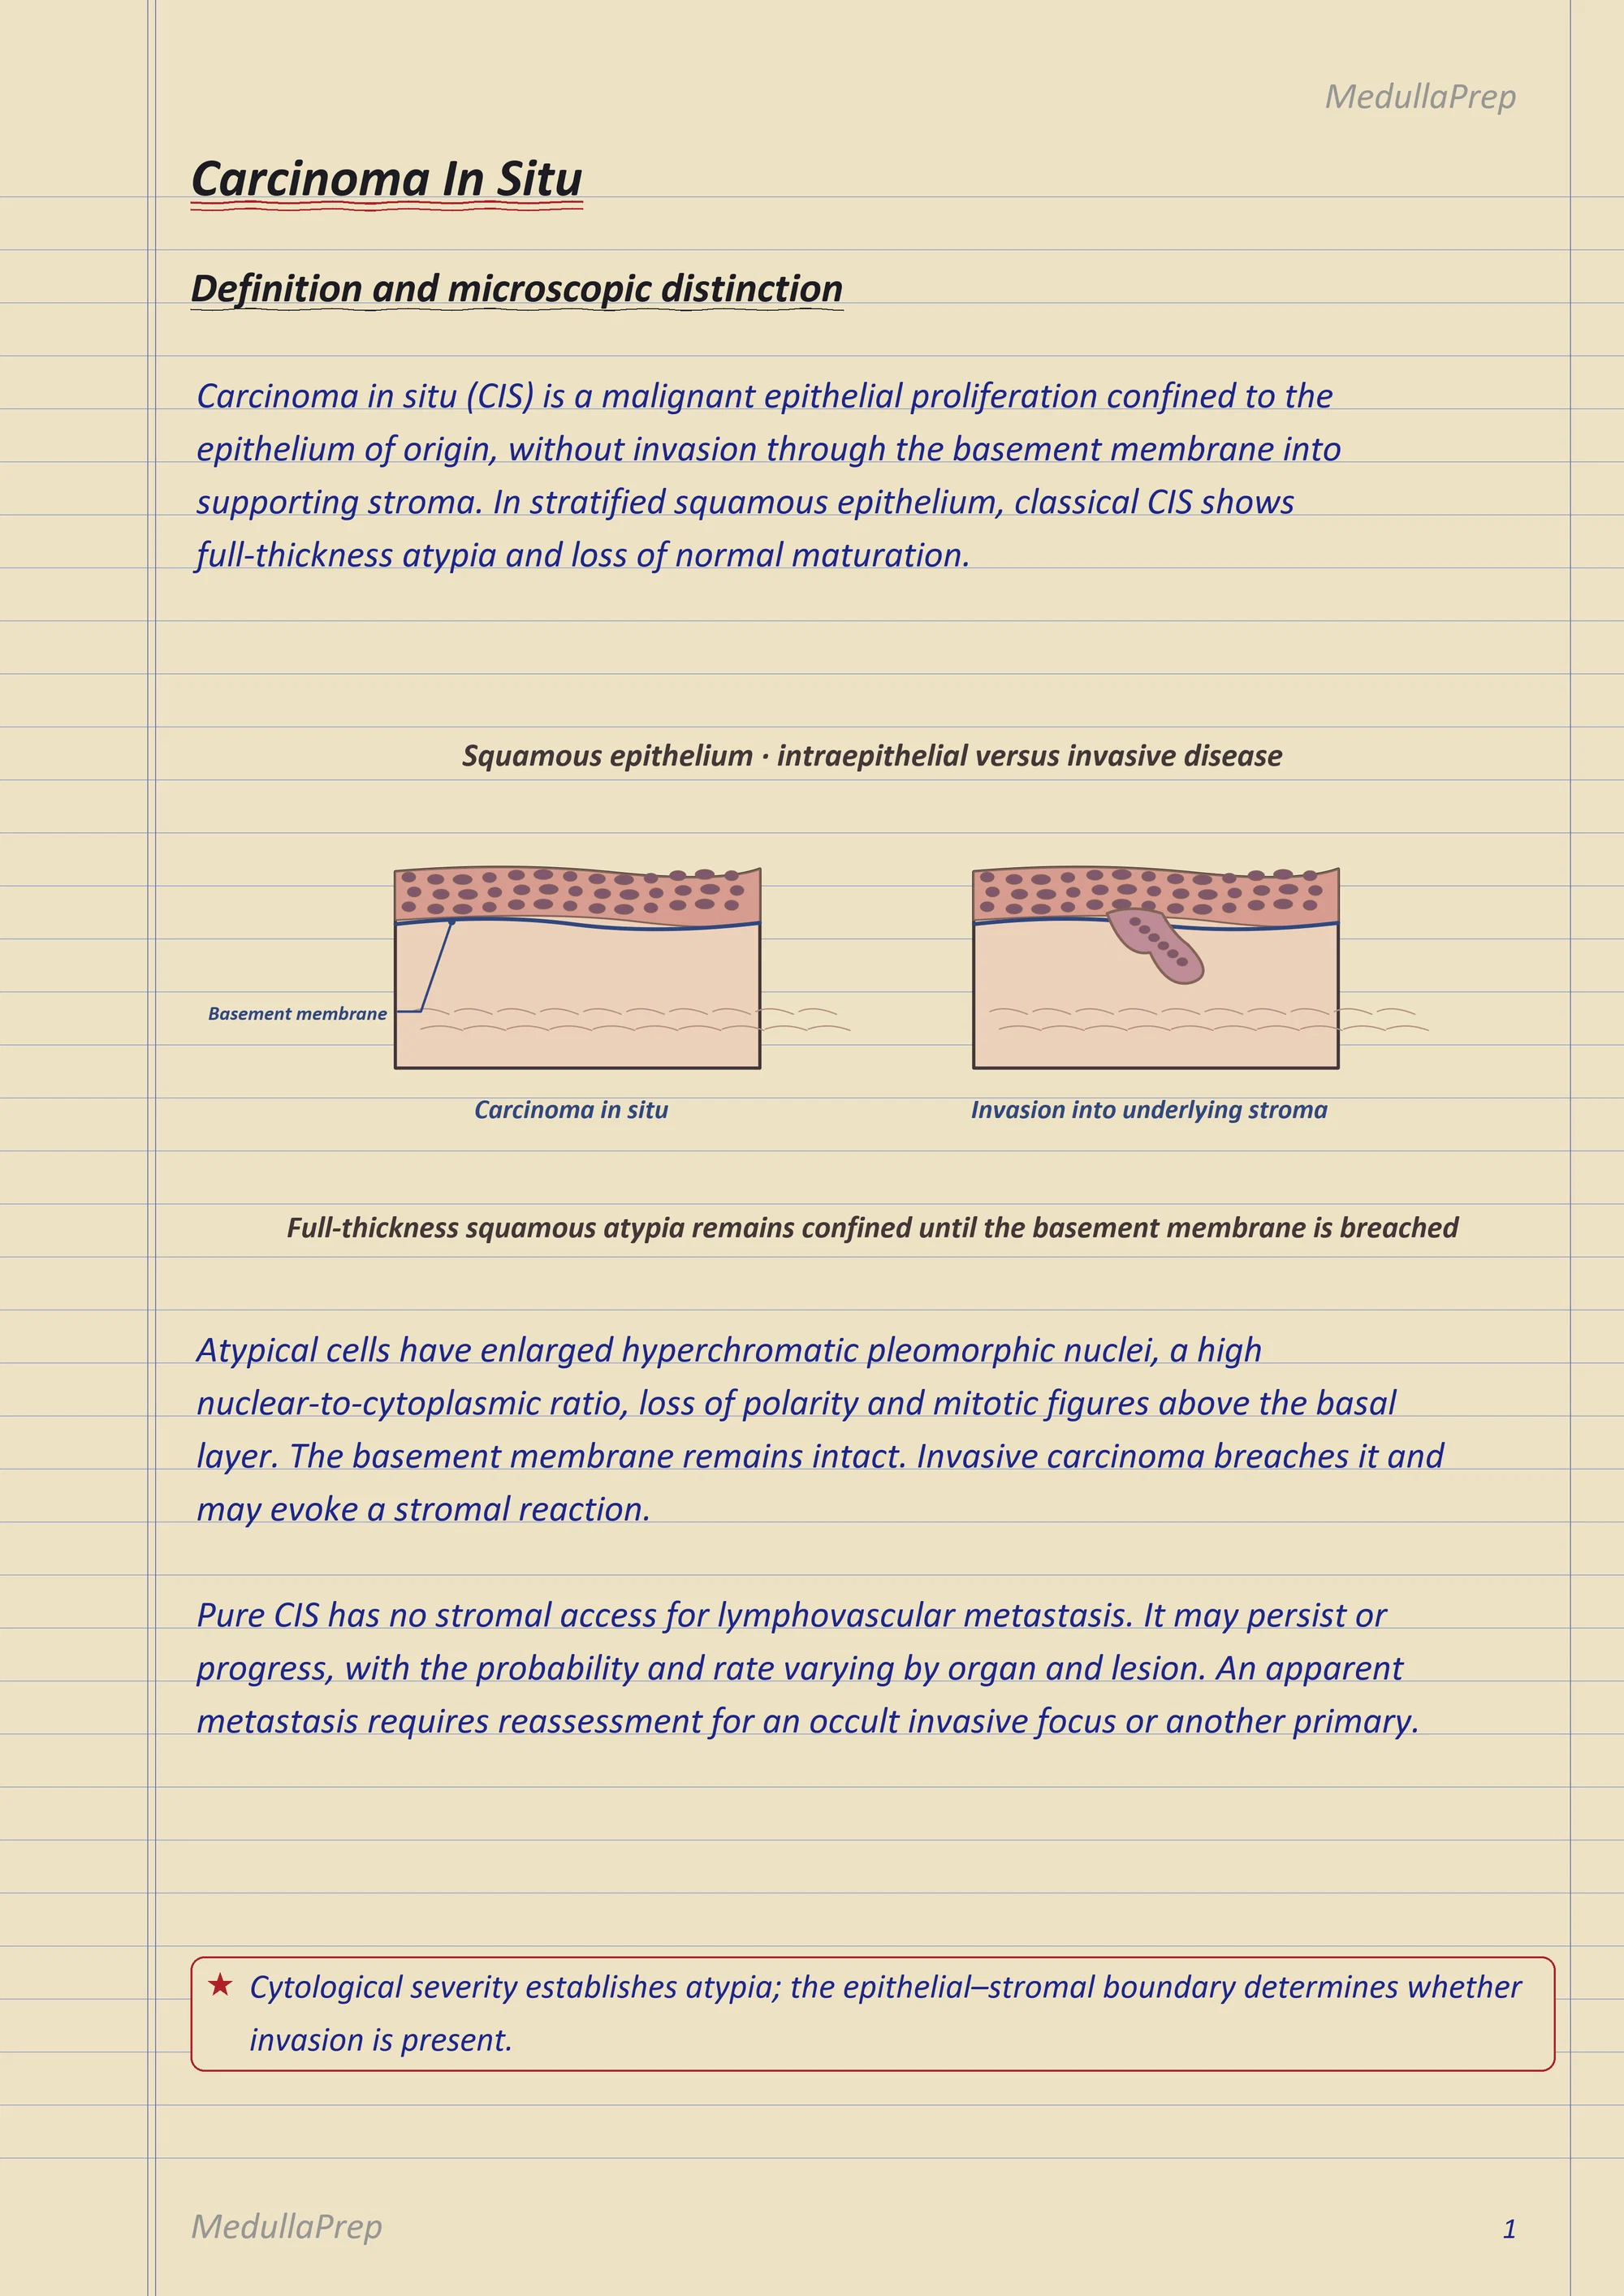 MedullaPrep
Carcinoma In Situ
Definition and microscopic distinction
Carcinoma in situ (CIS) is a malignant epithelial proliferation confined to the
epithelium of origin, without invasion through the basement membrane into
supporting stroma. In stratified squamous epithelium, classical CIS shows
full-thickness atypia and loss of normal maturation.
Squamous epithelium · intraepithelial versus invasive disease
Basement membrane
Carcinoma in situ
Invasion into underlying stroma
Full-thickness squamous atypia remains confined until the basement membrane is breached
Atypical cells have enlarged hyperchromatic pleomorphic nuclei, a high
nuclear-to-cytoplasmic ratio, loss of polarity and mitotic figures above the basal
layer. The basement membrane remains intact. Invasive carcinoma breaches it and
may evoke a stromal reaction.
Pure CIS has no stromal access for lymphovascular metastasis. It may persist or
progress, with the probability and rate varying by organ and lesion. An apparent
metastasis requires reassessment for an occult invasive focus or another primary.
★ Cytological severity establishes atypia; the epithelial–stromal boundary determines whether
invasion is present.
MedullaPrep
1